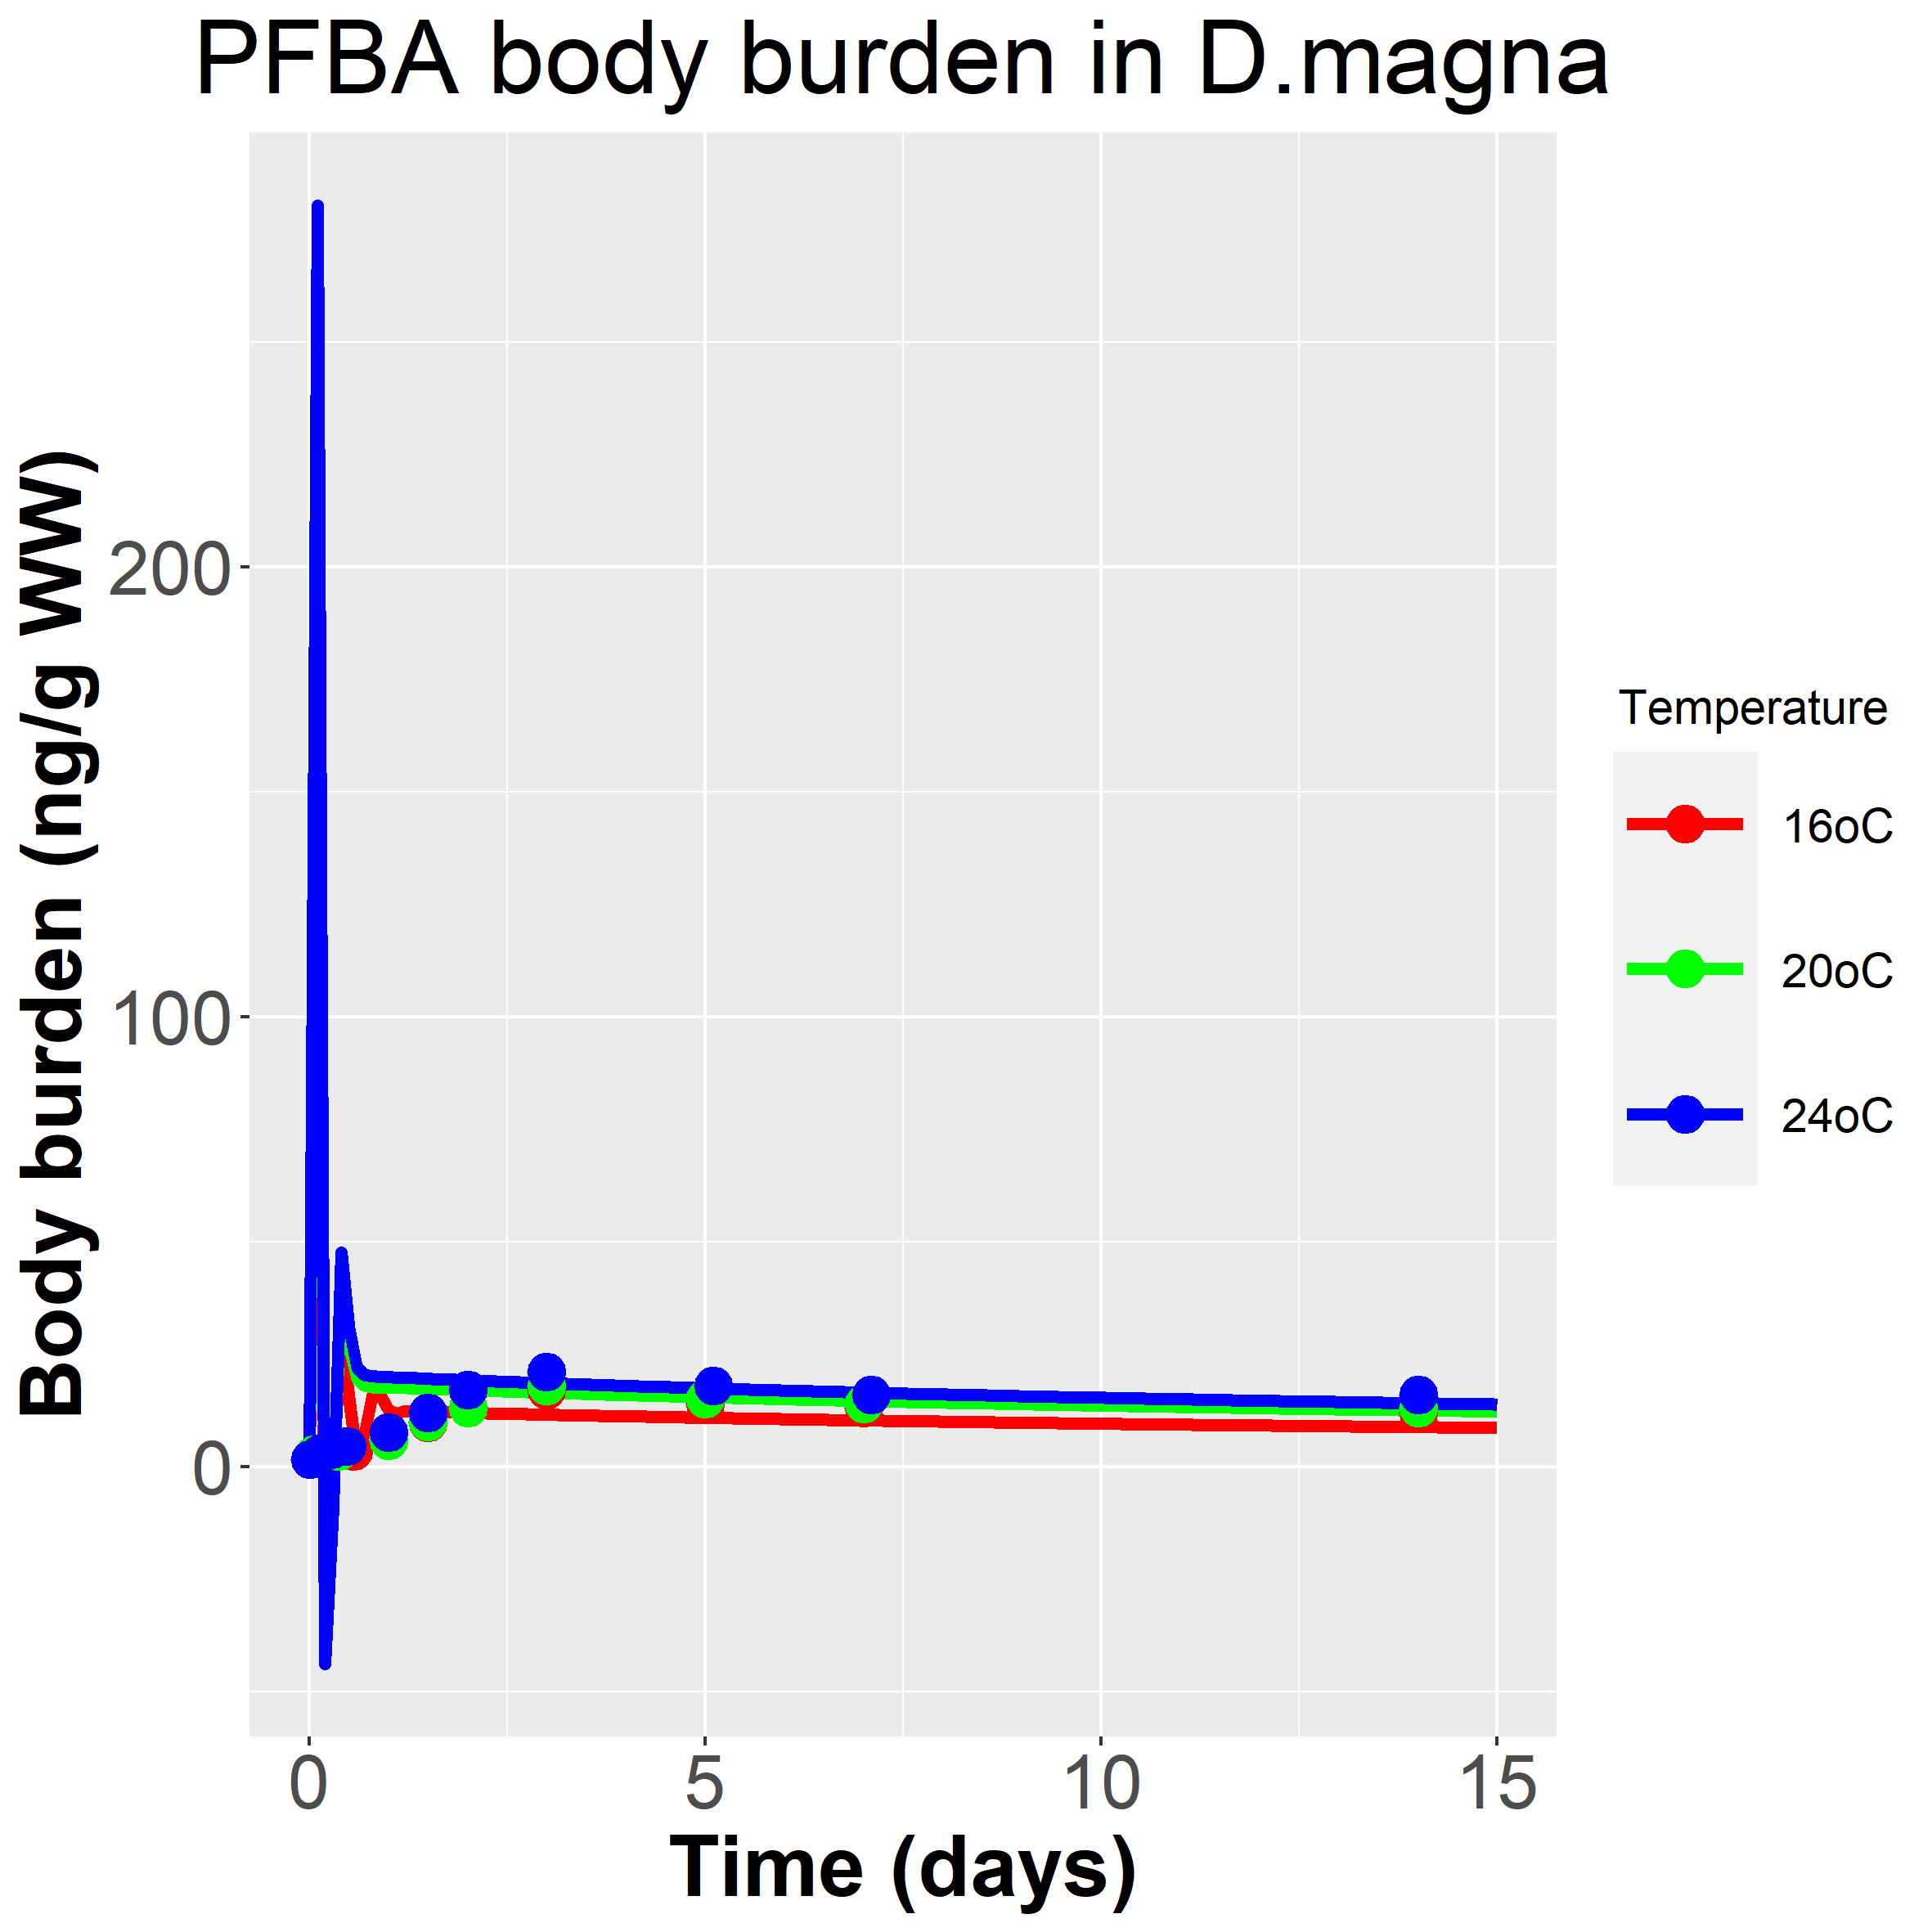 PFBA body burden in D.magna
Body burden (ng/g WW)
200
100
0
0
5
10
15
Time (days)
Temperature
16oC
20oC
24oC